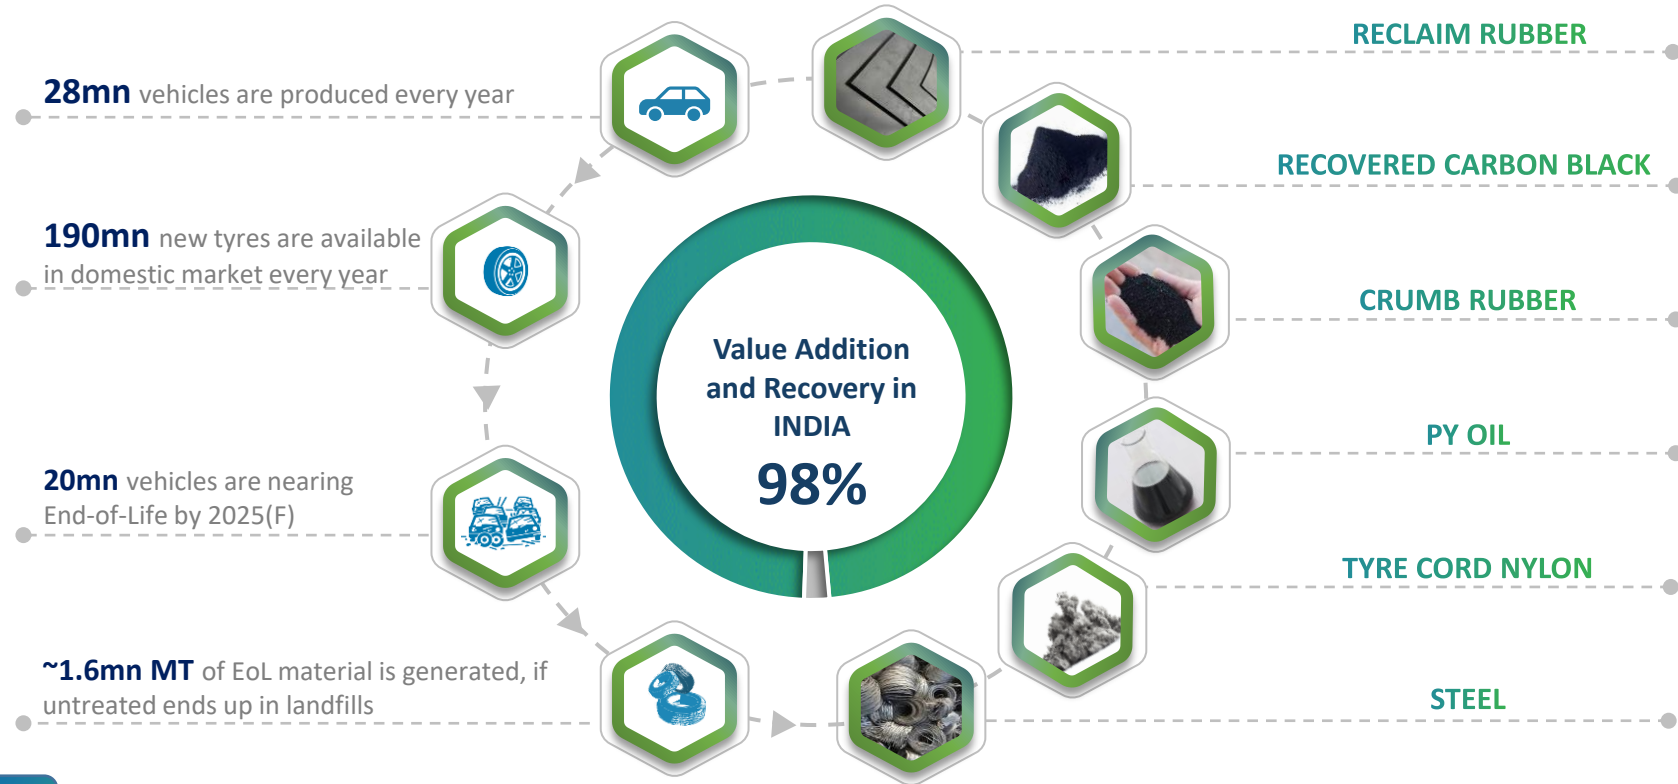 28mn vehicles are produced every year
190mn new tyres are available
in domestic market every year
20mn vehicles are nearing
End-of-Life by 2025(F)
~1.6mn MT of EoL material is generated, if
untreated ends up in landfills
Value Addition
and Recovery in
INDIA
98%
RECLAIM RUBBER
RECOVERED CARBON BLACK
CRUMB RUBBER
PY OIL
TYRE CORD NYLON
STEEL